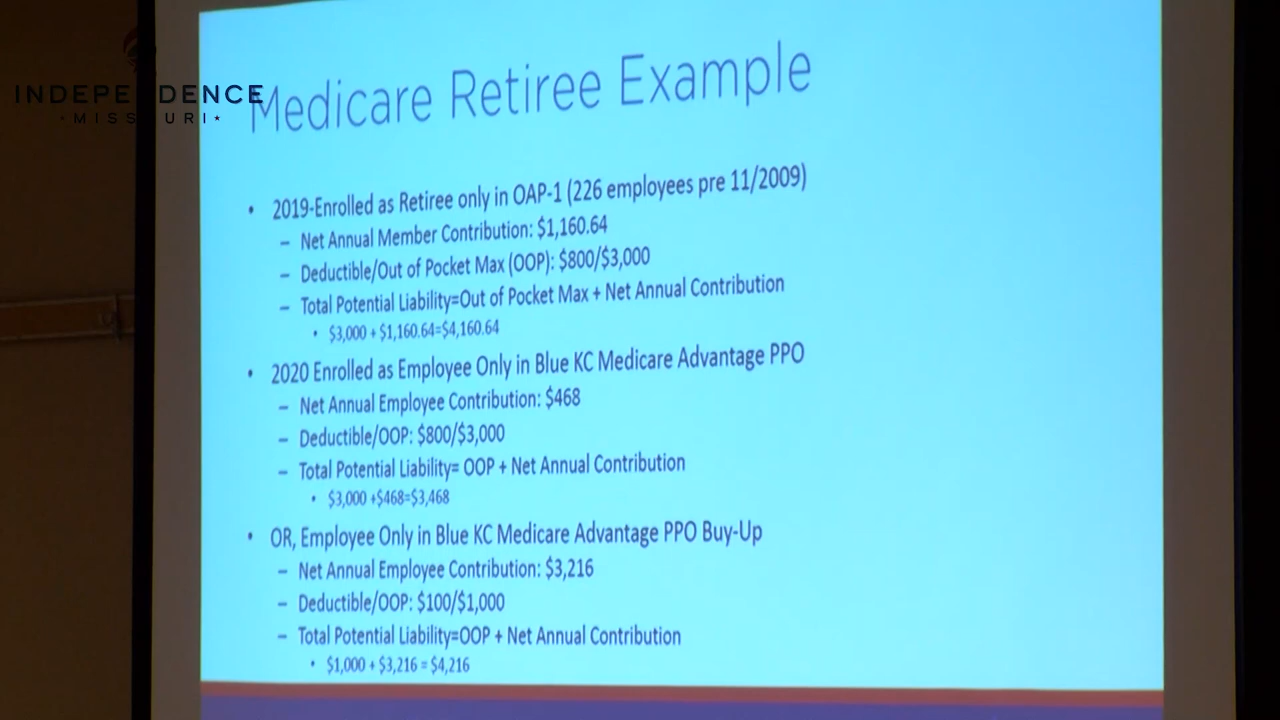 INDEPENDENCE
MISSOURI
Medicare Retiree Example
• 2019-Enrolled as Retiree only in OAP-1 (226 employees pre 11/2009)
– Net Annual Member Contribution: $1,160.64
– Deductible/Out of Pocket Max (OOP): $800/$3,000
– Total Potential Liability=Out of Pocket Max + Net Annual Contribution
• $3,000 + $1,160.64=$4,160.64
• 2020 Enrolled as Employee Only in Blue KC Medicare Advantage PPO
– Net Annual Employee Contribution: $468
– Deductible/OOP: $800/$3,000
– Total Potential Liability= OOP + Net Annual Contribution
• $3,000 +$468=$3,468
• OR, Employee Only in Blue KC Medicare Advantage PPO Buy-Up
– Net Annual Employee Contribution: $3,216
– Deductible/OOP: $100/$1,000
– Total Potential Liability=OOP + Net Annual Contribution
• $1,000 + $3,216 = $4,216